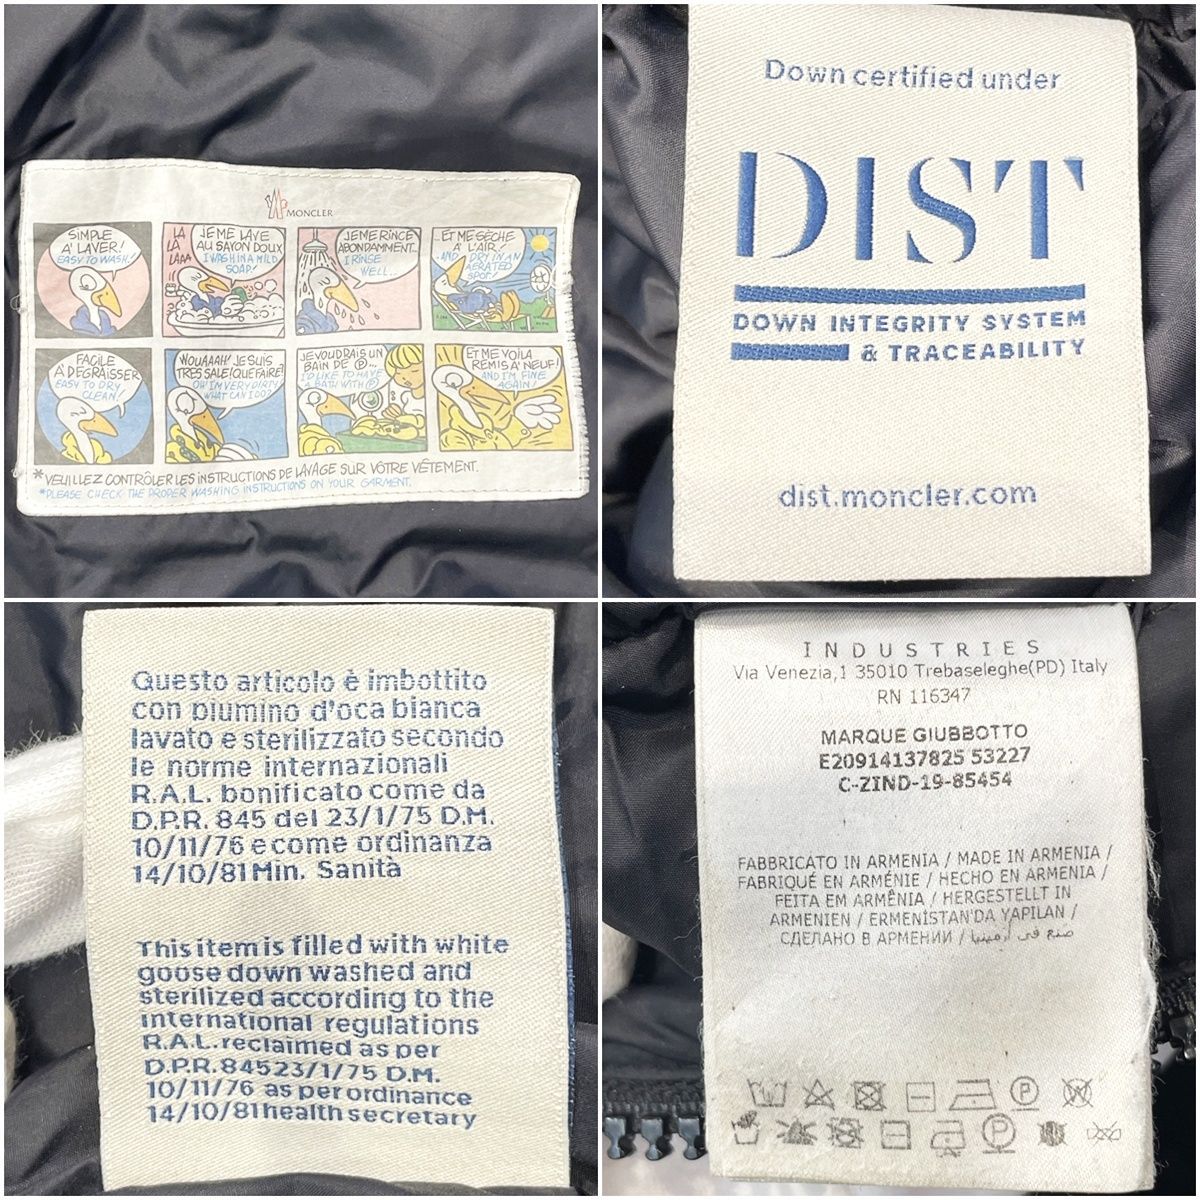 MONCLER
SIMPLE
A' LAVER!
EASY TO WASH!
LA
LA
LAAA
JE ME LAVE
AU SAVON DOUX
I WASH IN A MILD
SOAP!
JE ME RINCE
ABONDAMMENT...
I RINSE
WELL...
...ET ME SÈCHE
A' L'AIR!
...AND DRY IN AN
AERATED
SPOT!
FACILE
A' DÉGRAISSER
EASY TO DRY
CLEAN!
WOUAAAH! JE SUIS
TRES SALE! QUE FAIRE?
OH I'M VERY DIRTY
WHAT CAN I DO?
JE VOUDRAIS UN
BAIN DE Ⓟ...
I'D LIKE TO HAVE
A BATH WITH Ⓟ
ET ME VOILA
REMIS A' NEUF!
AND I'M FINE
AGAIN!
*VEUILLEZ CONTRÔLER LES INSTRUCTIONS DE LAVAGE SUR VÔTRE VÊTEMENT.
*PLEASE CHECK THE PROPER WASHING INSTRUCTIONS ON YOUR GARMENT.
Down certified under
DIST
DOWN INTEGRITY SYSTEM
& TRACEABILITY
dist.moncler.com
Questo articolo è imbottito
con piumino d'oca bianca
lavato e sterilizzato secondo
le norme internazionali
R.A.L. bonificato come da
D.P.R. 845 del 23/1/75 D.M.
10/11/76 e come ordinanza
14/10/81 Min. Sanità
This item is filled with white
goose down washed and
sterilized according to the
international regulations
R.A.L. reclaimed as per
D.P.R. 845 23/1/75 D.M.
10/11/76 as per ordinance
14/10/81 health secretary
INDUSTRIES
Via Venezia,1 35010 Trebaseleghe(PD) Italy
RN 116347
MARQUE GIUBBOTTO
E20914137825 53227
C-ZIND-19-85454
FABBRICATO IN ARMENIA / MADE IN ARMENIA /
FABRIQUÉ EN ARMÉNIE / HECHO EN ARMENIA /
FEITA EM ARMÊNIA / HERGESTELLT IN
ARMENIEN / ERMENİSTAN'DA YAPILAN /
СДЕЛАНО В АРМЕНИИ / صنع في أرمينيا
P
P